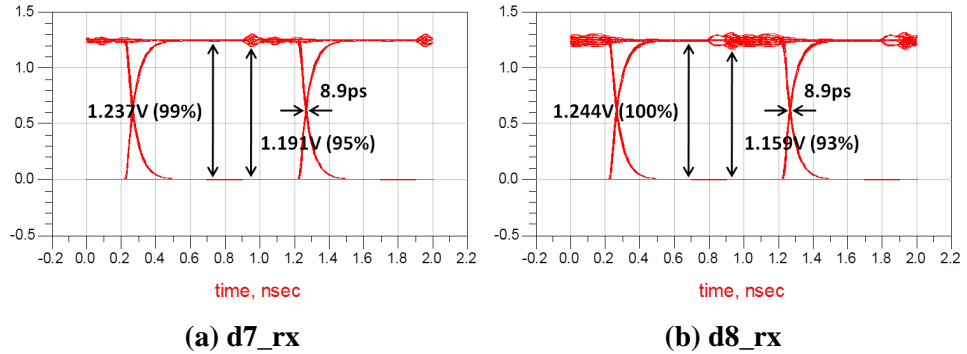 1.5
1.0
0.5
0.0
-0.5
1.237V (99%)
8.9ps
1.191V (95%)
-0.2 0.0 0.2 0.4 0.6 0.8 1.0 1.2 1.4 1.6 1.8 2.0 2.2
time, nsec
(a) d7_rx
1.5
1.0
0.5
0.0
-0.5
1.244V (100%)
8.9ps
1.159V (93%)
-0.2 0.0 0.2 0.4 0.6 0.8 1.0 1.2 1.4 1.6 1.8 2.0 2.2
time, nsec
(b) d8_rx